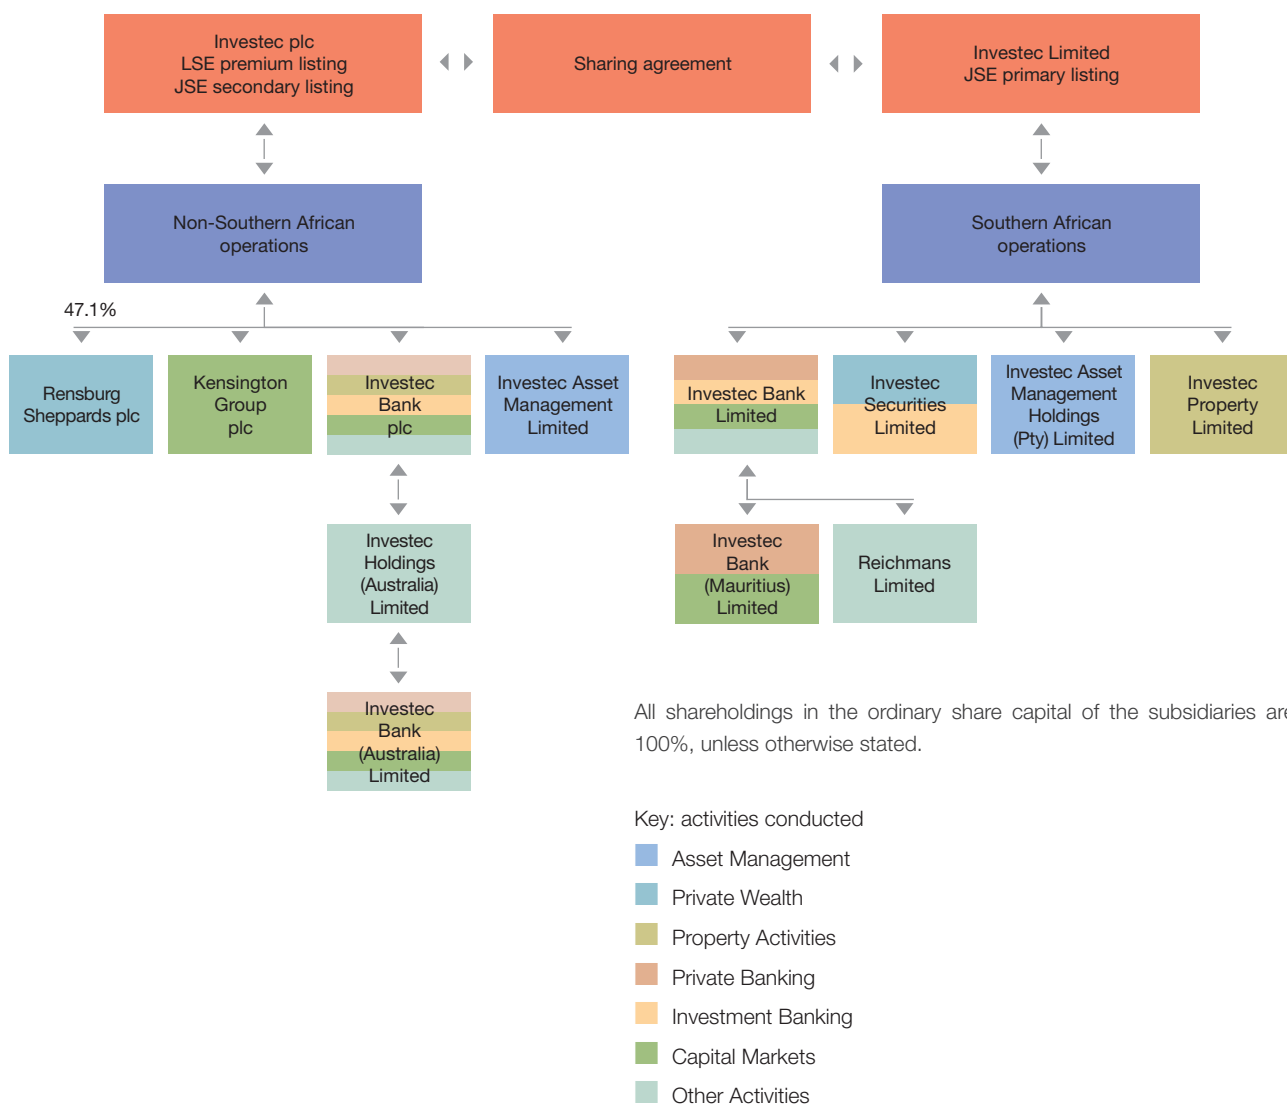 Investec plc
LSE premium listing
JSE secondary listing
Sharing agreement
Investec Limited
JSE primary listing
Non-Southern African
operations
Southern African
operations
47.1%
Rensburg
Sheppards plc
Kensington
Group
plc
Investec
Bank
plc
Investec Asset
Management
Limited
Investec Bank
Limited
Investec
Securities
Limited
Investec Asset
Management
Holdings
(Pty) Limited
Investec
Property
Limited
Investec
Holdings
(Australia)
Limited
Investec
Bank
(Mauritius)
Limited
Reichmans
Limited
Investec
Bank
(Australia)
Limited
All shareholdings in the ordinary share capital of the subsidiaries are
100%, unless otherwise stated.
Key: activities conducted
Asset Management
Private Wealth
Property Activities
Private Banking
Investment Banking
Capital Markets
Other Activities